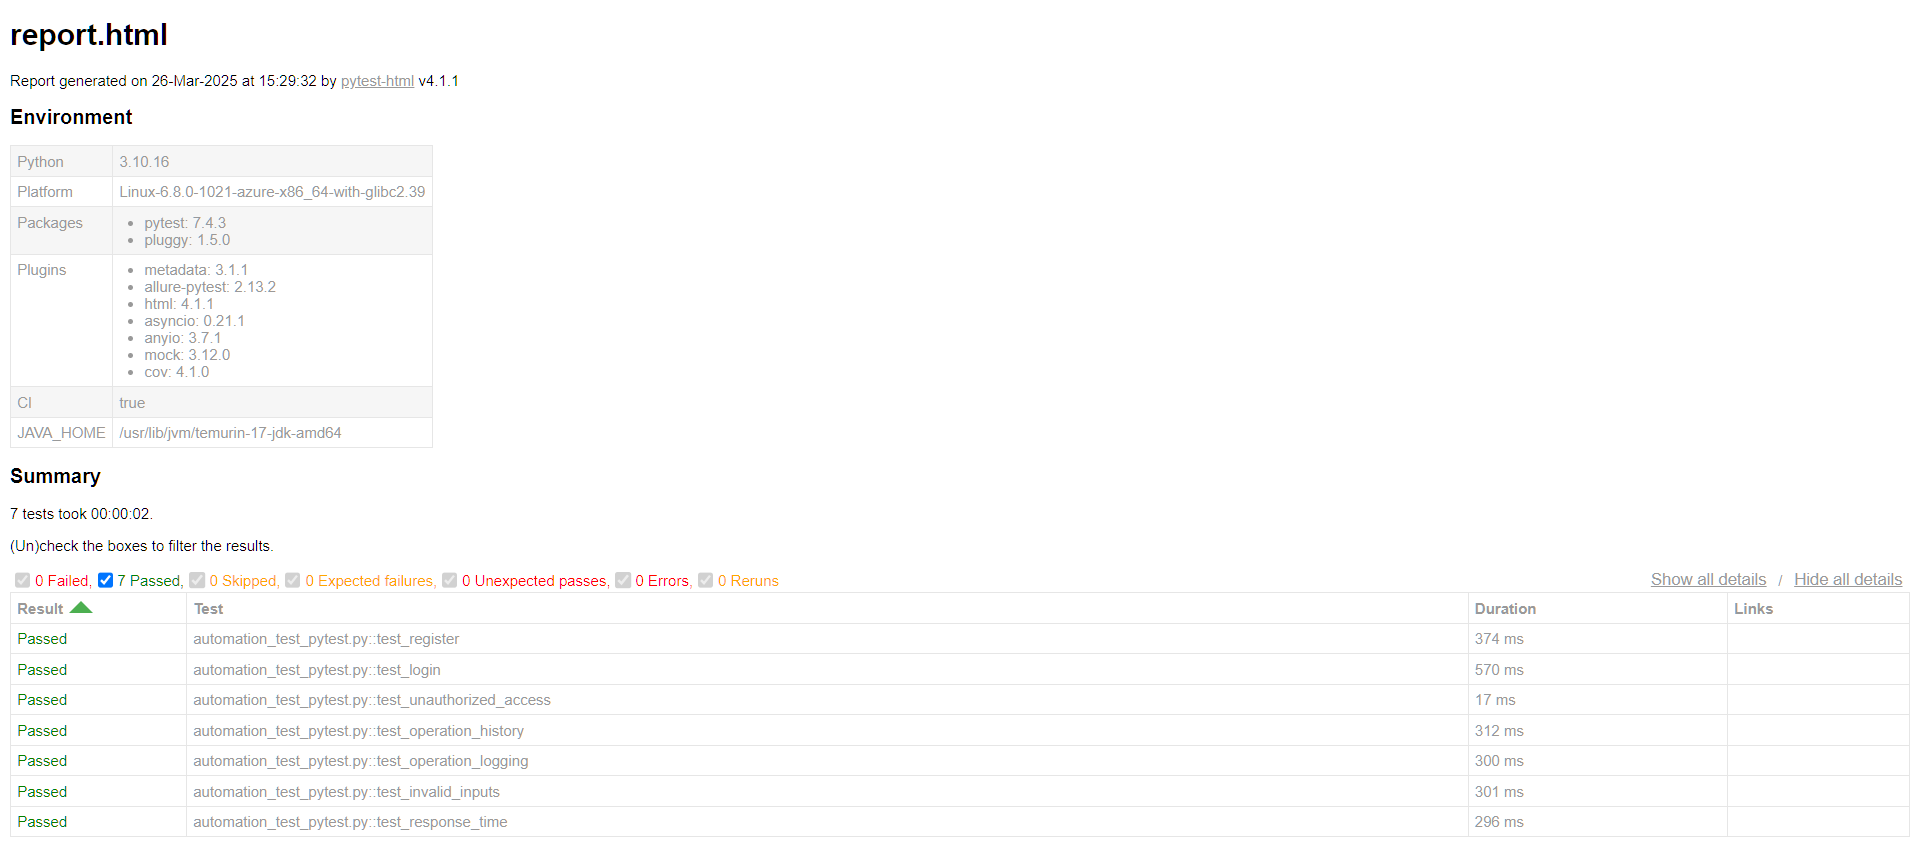 report.html
Report generated on 26-Mar-2025 at 15:29:32 by pytest-html v4.1.1
Environment
Python 3.10.16
Platform Linux-6.8.0-1021-azure-x86_64-with-glibc2.39
Packages
• pytest: 7.4.3
• pluggy: 1.5.0
Plugins
• metadata: 3.1.1
• allure-pytest: 2.13.2
• html: 4.1.1
• asyncio: 0.21.1
• anyio: 3.7.1
• mock: 3.12.0
• cov: 4.1.0
CI true
JAVA_HOME /usr/lib/jvm/temurin-17-jdk-amd64
Summary
7 tests took 00:00:02.
(Un)check the boxes to filter the results.
0 Failed, 7 Passed, 0 Skipped, 0 Expected failures, 0 Unexpected passes, 0 Errors, 0 Reruns Show all details / Hide all details
Result Test Duration Links
Passed automation_test_pytest.py::test_register 374 ms
Passed automation_test_pytest.py::test_login 570 ms
Passed automation_test_pytest.py::test_unauthorized_access 17 ms
Passed automation_test_pytest.py::test_operation_history 312 ms
Passed automation_test_pytest.py::test_operation_logging 300 ms
Passed automation_test_pytest.py::test_invalid_inputs 301 ms
Passed automation_test_pytest.py::test_response_time 296 ms